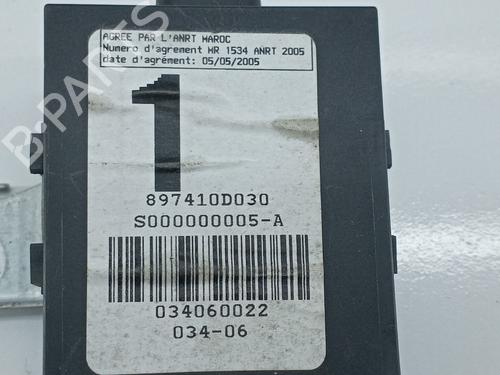 AGREE PAR L'ANRT MAROC
Numero d'agrement MR 1534 ANRT 2005
date d'agrément: 05/05/2005
1
897410D030
S000000005-A
034060022
034-06
B-PARTS